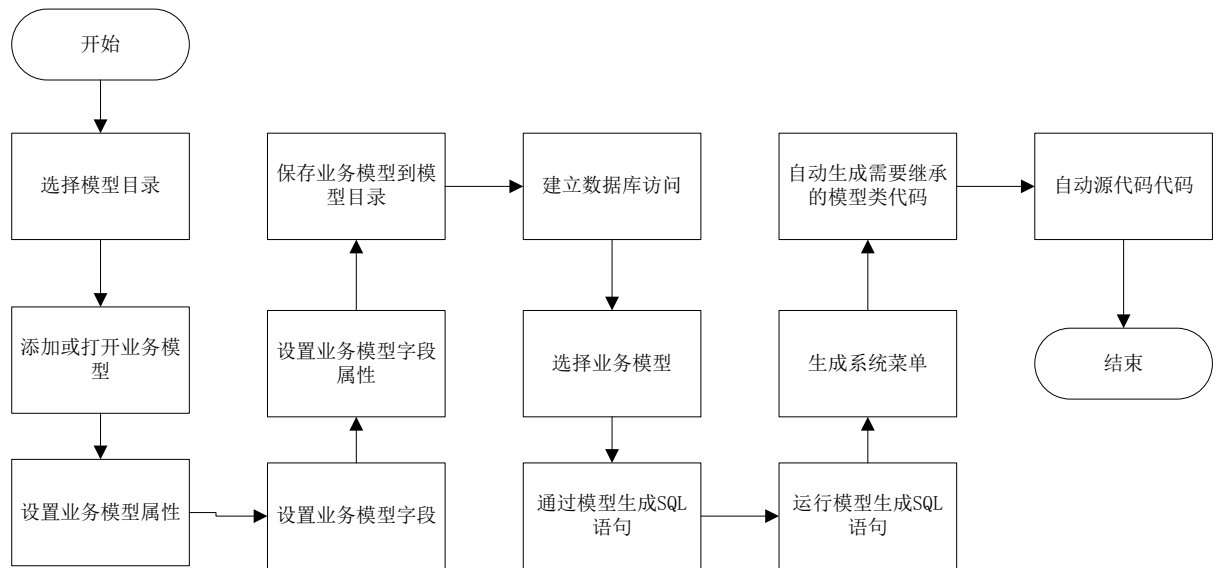 开始
选择模型目录
添加或打开业务模
型
设置业务模型属性
设置业务模型字段
设置业务模型字段
属性
保存业务模型到模
型目录
建立数据库访问
选择业务模型
通过模型生成SQL
语句
运行模型生成SQL
语句
生成系统菜单
自动生成需要继承
的模型类代码
自动源代码代码
结束